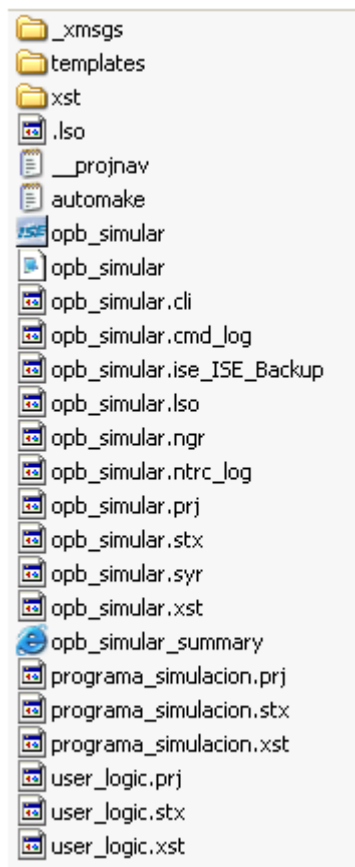 _xmsgs
templates
xst
.lso
__projnav
automake
opb_simular
opb_simular
opb_simular.cli
opb_simular.cmd_log
opb_simular.ise_ISE_Backup
opb_simular.lso
opb_simular.ngr
opb_simular.ntrc_log
opb_simular.prj
opb_simular.stx
opb_simular.syr
opb_simular.xst
opb_simular_summary
programa_simulacion.prj
programa_simulacion.stx
programa_simulacion.xst
user_logic.prj
user_logic.stx
user_logic.xst